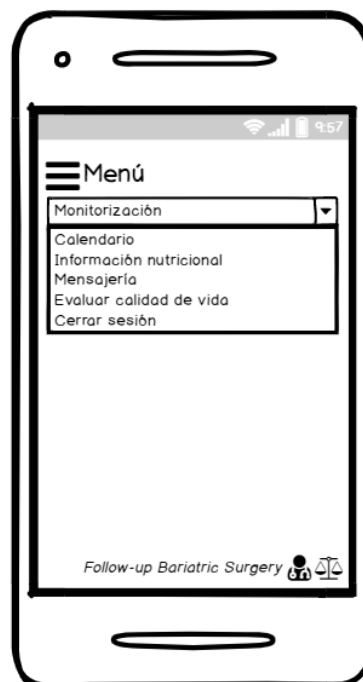 9:57
Menú
Monitorización
Calendario
Información nutricional
Mensajería
Evaluar calidad de vida
Cerrar sesión
Follow-up Bariatric Surgery